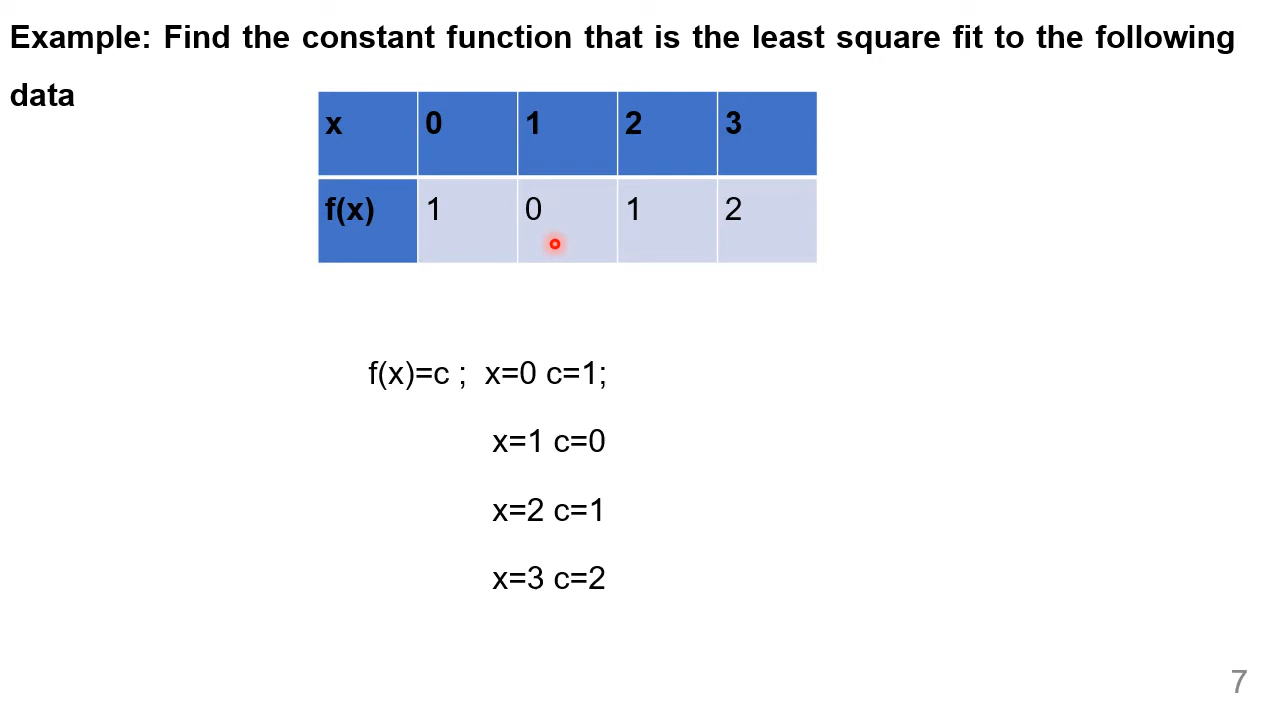 Example: Find the constant function that is the least square fit to the following
data
x 0 1 2 3
f(x) 1 0 1 2
f(x)=c ; x=0 c=1;
x=1 c=0
x=2 c=1
x=3 c=2
7